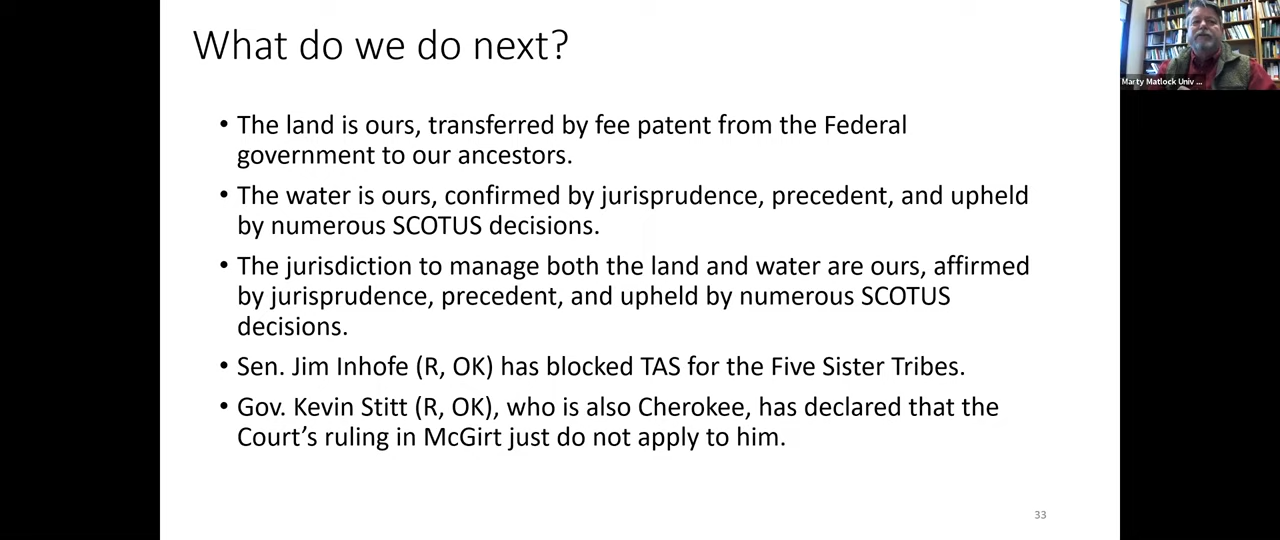 What do we do next?
• The land is ours, transferred by fee patent from the Federal
government to our ancestors.
• The water is ours, confirmed by jurisprudence, precedent, and upheld
by numerous SCOTUS decisions.
• The jurisdiction to manage both the land and water are ours, affirmed
by jurisprudence, precedent, and upheld by numerous SCOTUS
decisions.
• Sen. Jim Inhofe (R, OK) has blocked TAS for the Five Sister Tribes.
• Gov. Kevin Stitt (R, OK), who is also Cherokee, has declared that the
Court’s ruling in McGirt just do not apply to him.
33
Marty Matlock Univ ...